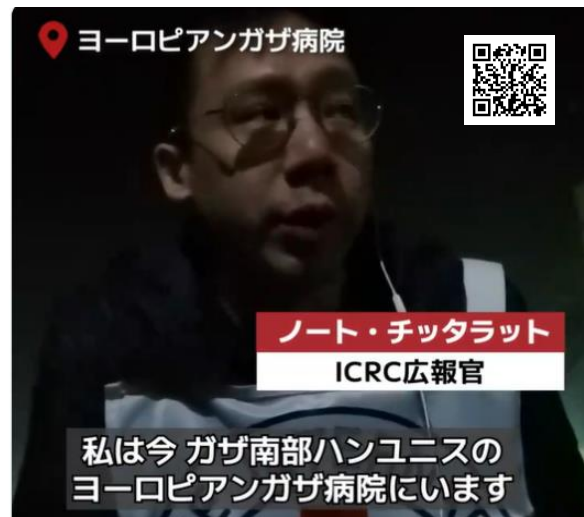 ヨーロピアンガザ病院
ノート・チッタラット
ICRC広報官
私は今 ガザ南部ハンユニスの
ヨーロピアンガザ病院にいます